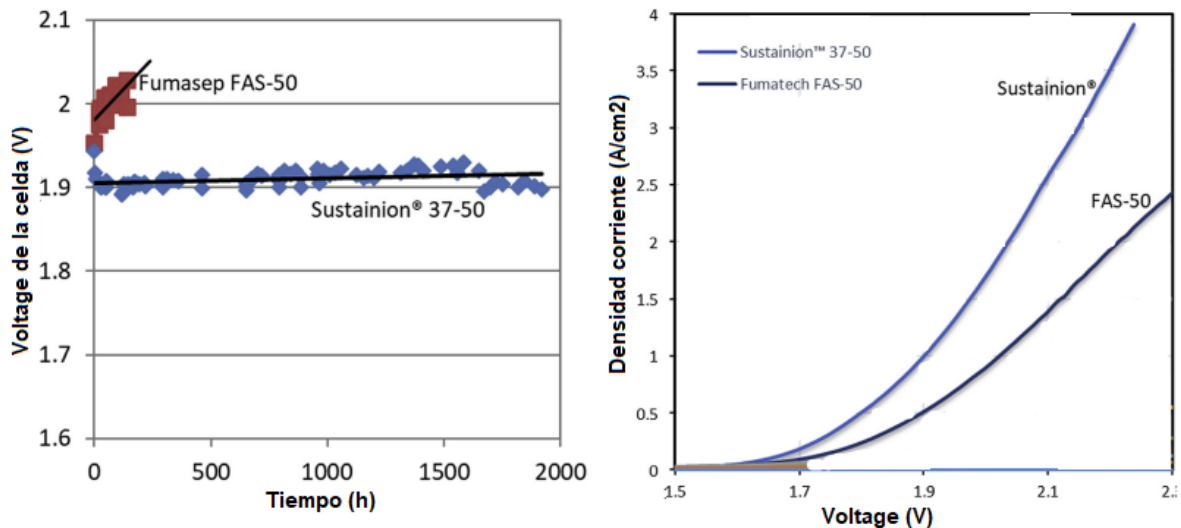 2.1
2
1.9
1.8
1.7
1.6
Voltage de la celda (V)
Fumasep FAS-50
Sustainion® 37-50
0
500
1000
1500
2000
Tiempo (h)
4
3.5
3
2.5
2
1.5
1
0.5
0
Densidad corriente (A/cm2)
Sustainion™ 37-50
Fumatech FAS-50
Sustainion®
FAS-50
1.5
1.7
1.9
2.1
2.3
Voltage (V)